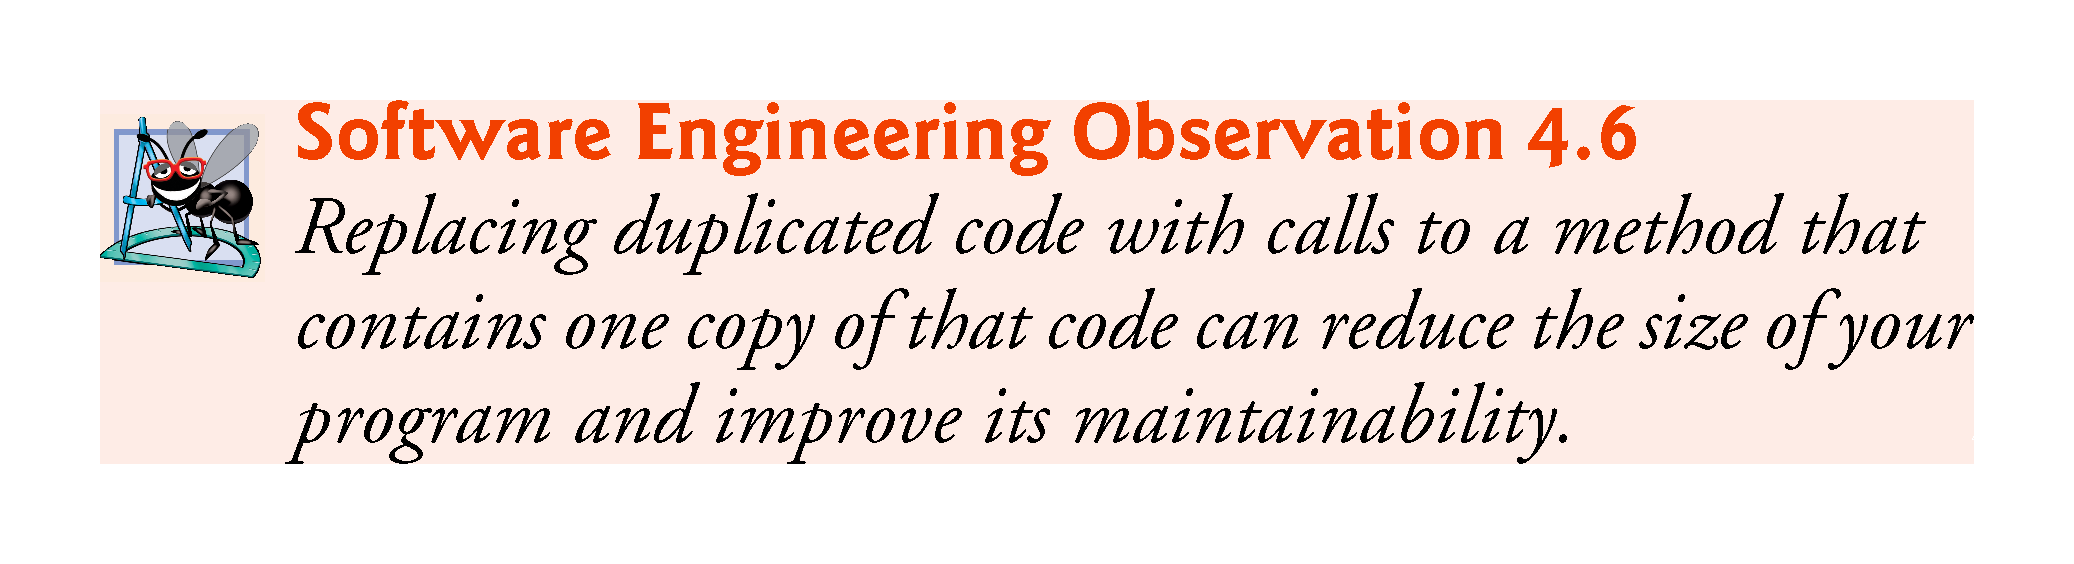 Software Engineering Observation 4.6
Replacing duplicated code with calls to a method that
contains one copy of that code can reduce the size of your
program and improve its maintainability.